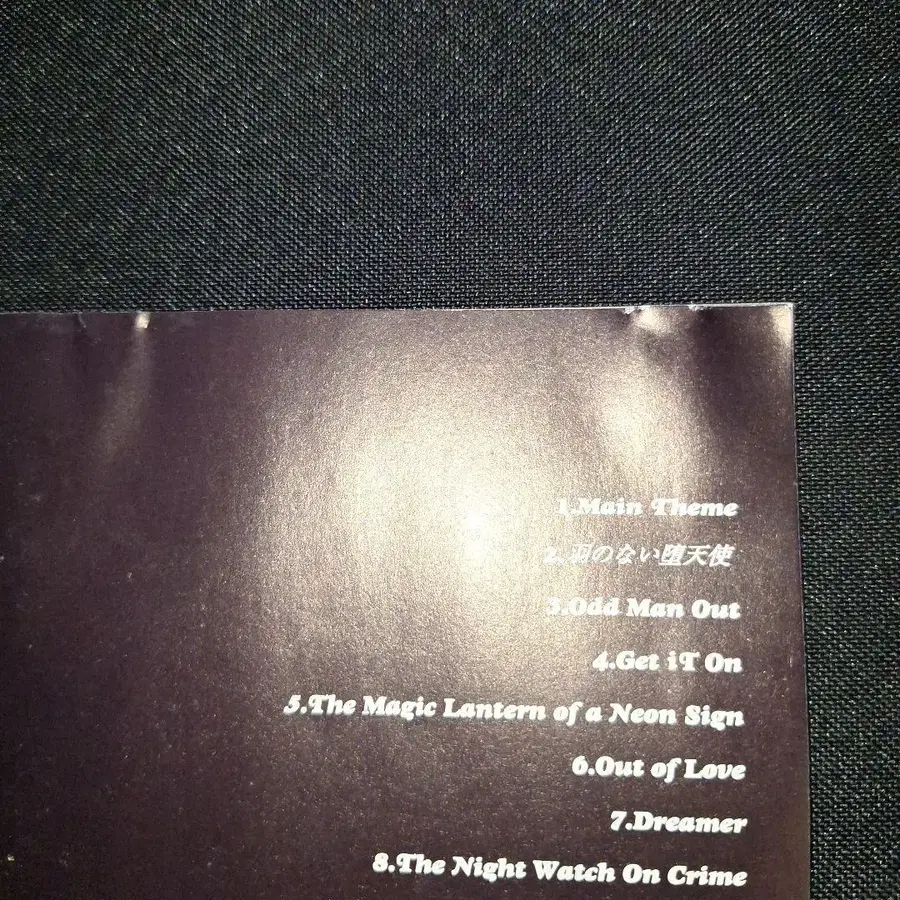 1.Main Theme
2.羽のない堕天使
3.Odd Man Out
4.Get iT On
5.The Magic Lantern of a Neon Sign
6.Out of Love
7.Dreamer
8.The Night Watch On Crime